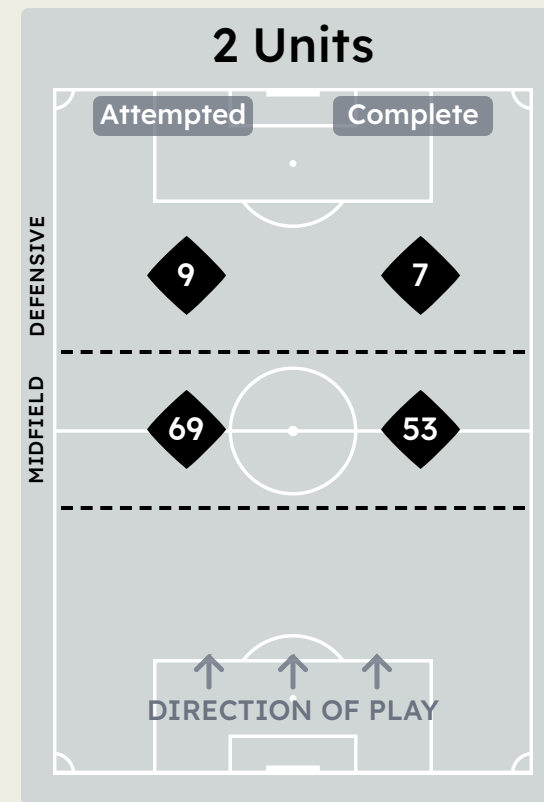 2 Units
Attempted Complete
DEFENSIVE
9 7
MIDFIELD
69 53
DIRECTION OF PLAY